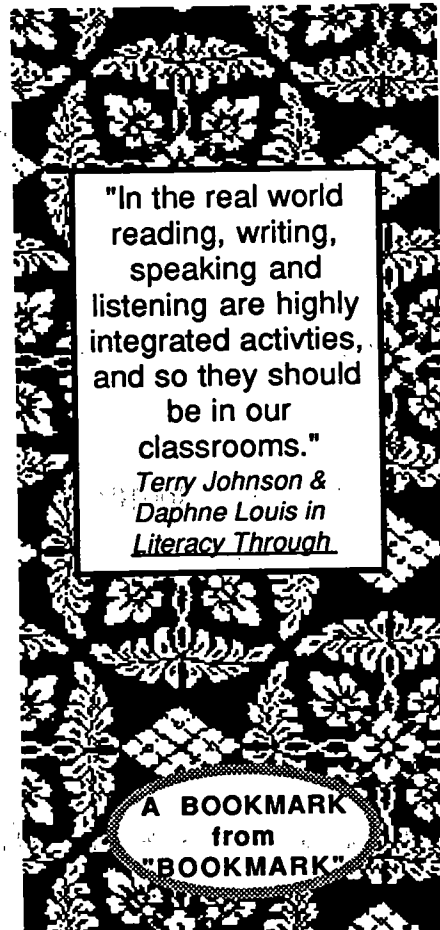 "In the real world
reading, writing,
speaking and
listening are highly
integrated activties,
and so they should
be in our
classrooms."
Terry Johnson &
Daphne Louis in
Literacy Through
A BOOKMARK
from
"BOOKMARK"